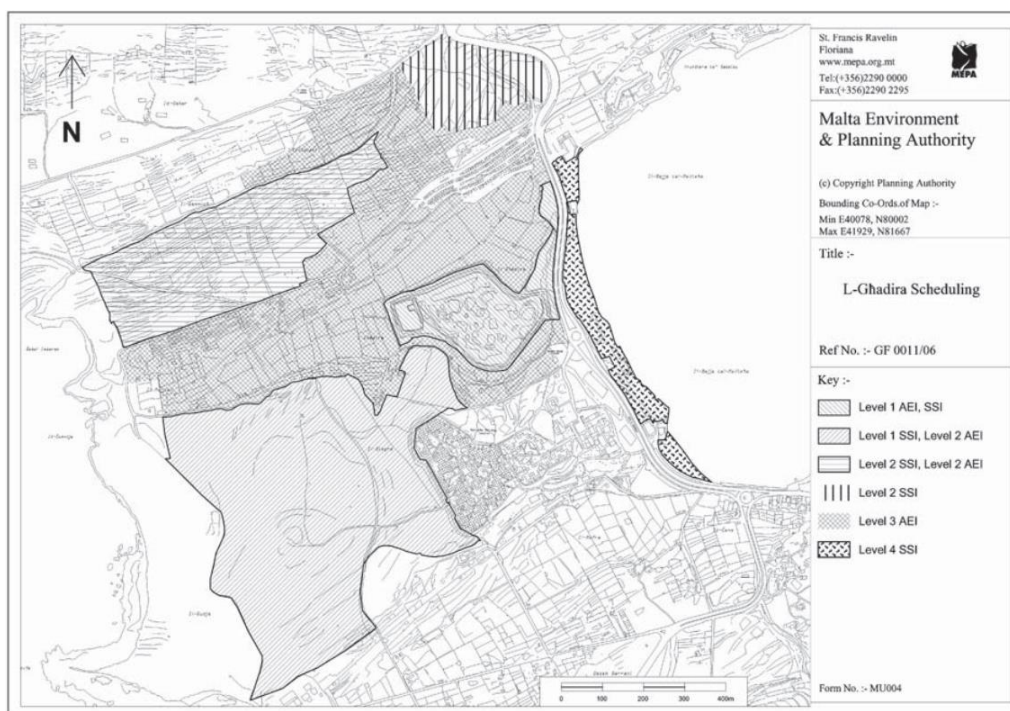 N
St. Francis Ravelin
Floriana
www.mepa.org.mt
Tel:(+356)2290 0000
Fax:(+356)2290 2295
MEPA
Malta Environment
& Planning Authority
(c) Copyright Planning Authority
Bounding Co-Ords.of Map :-
Min E40078, N80002
Max E41929, N81667
Title :-
L-Għadira Scheduling
Ref No. :- GF 0011/06
Key :-
Level 1 AEI, SSI
Level 1 SSI, Level 2 AEI
Level 2 SSI, Level 2 AEI
Level 2 SSI
Level 3 AEI
Level 4 SSI
Form No. :- MU004
0 100 200 300 400m